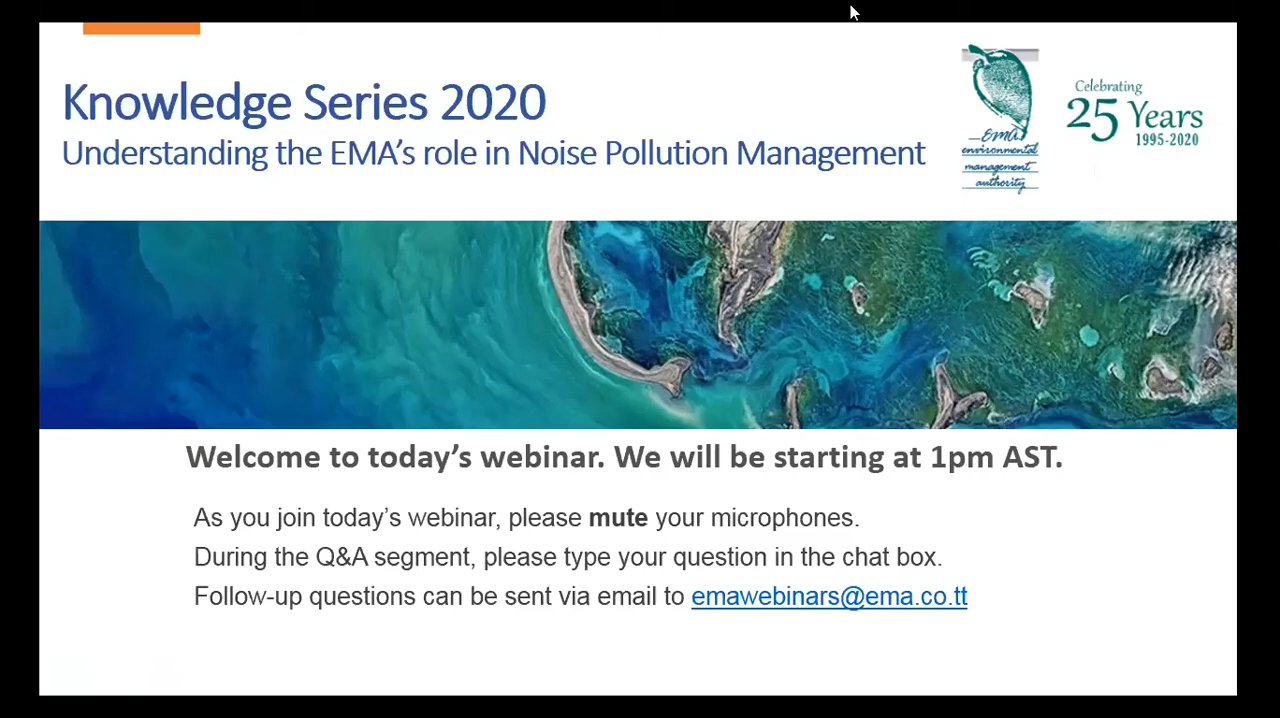 Knowledge Series 2020
Understanding the EMA's role in Noise Pollution Management
EMA
environmental
management
authority
Celebrating
25 Years
1995-2020
Welcome to today's webinar. We will be starting at 1pm AST.
As you join today's webinar, please mute your microphones.
During the Q&A segment, please type your question in the chat box.
Follow-up questions can be sent via email to emawebinars@ema.co.tt